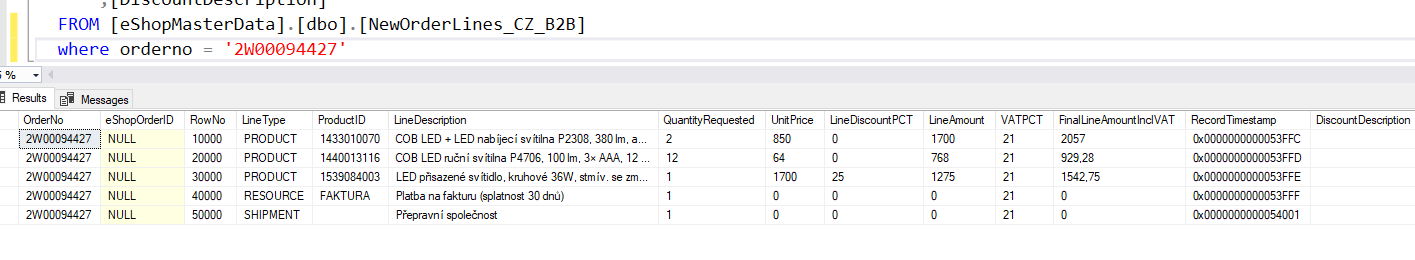 ,[DiscountDescription]
FROM [eShopMasterData].[dbo].[NewOrderLines_CZ_B2B]
where orderno = '2W00094427'
%
Results Messages
OrderNo eShopOrderID RowNo LineType ProductID LineDescription QuantityRequested UnitPrice LineDiscountPCT LineAmount VATPCT FinalLineAmountInclVAT RecordTimestamp DiscountDescription
2W00094427 NULL 10000 PRODUCT 1433010070 COB LED + LED nabíjecí svítilna P2308, 380 lm, a... 2 850 0 1700 21 2057 0x0000000000053FFC
2W00094427 NULL 20000 PRODUCT 1440013116 COB LED ruční svítilna P4706, 100 lm, 3× AAA, 12 ... 12 64 0 768 21 929,28 0x0000000000053FFD
2W00094427 NULL 30000 PRODUCT 1539084003 LED přisazené svítidlo, kruhové 36W, stmív. se zm... 1 1700 25 1275 21 1542,75 0x0000000000053FFE
2W00094427 NULL 40000 RESOURCE FAKTURA Platba na fakturu (splatnost 30 dnů) 1 0 0 0 21 0 0x0000000000053FFF
2W00094427 NULL 50000 SHIPMENT Přepravní společnost 1 0 0 0 21 0 0x0000000000054001